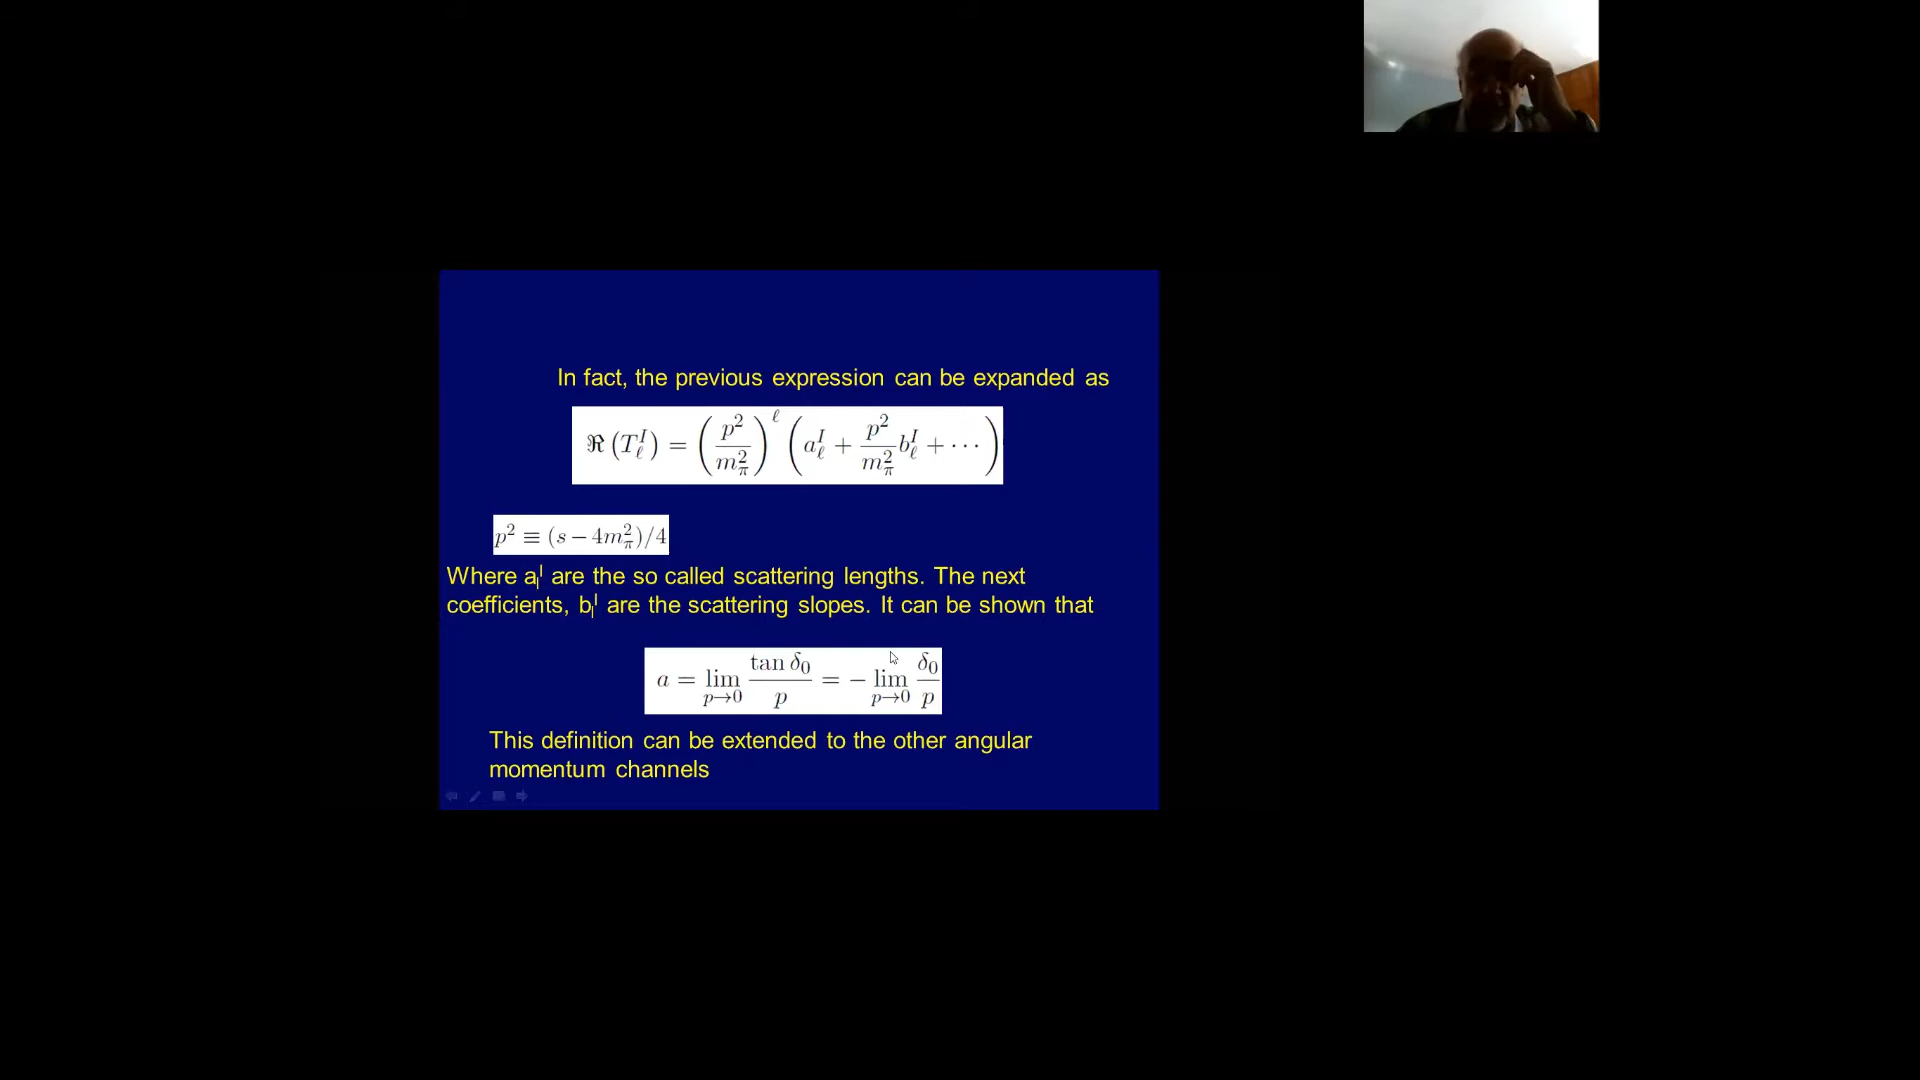 In fact, the previous expression can be expanded as
ℜ (T_ℓ^I) = (p²/m_π²)^ℓ (a_ℓ^I + p²/m_π² b_ℓ^I + ⋯)
p² ≡ (s − 4m_π²)/4
Where a_l^I are the so called scattering lengths. The next
coefficients, b_l^I are the scattering slopes. It can be shown that
a = lim_{p→0} tan δ₀/p = − lim_{p→0} δ₀/p
This definition can be extended to the other angular
momentum channels